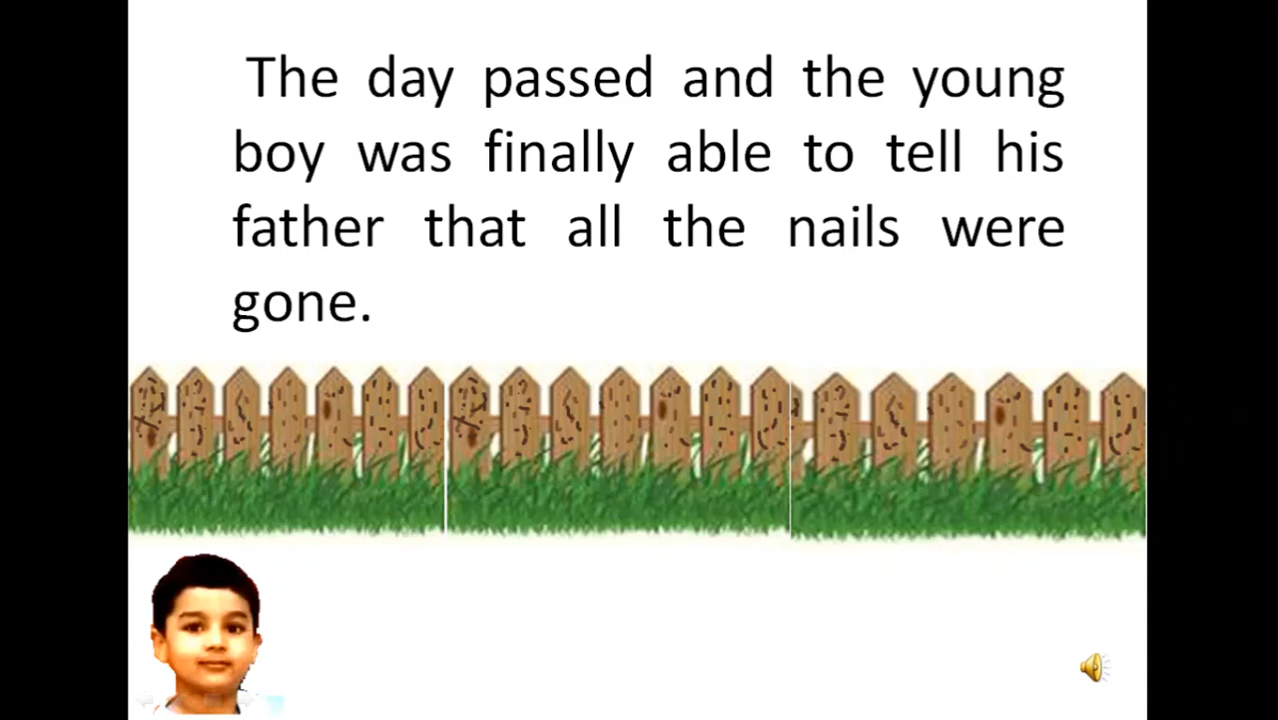 The day passed and the young
boy was finally able to tell his
father that all the nails were
gone.